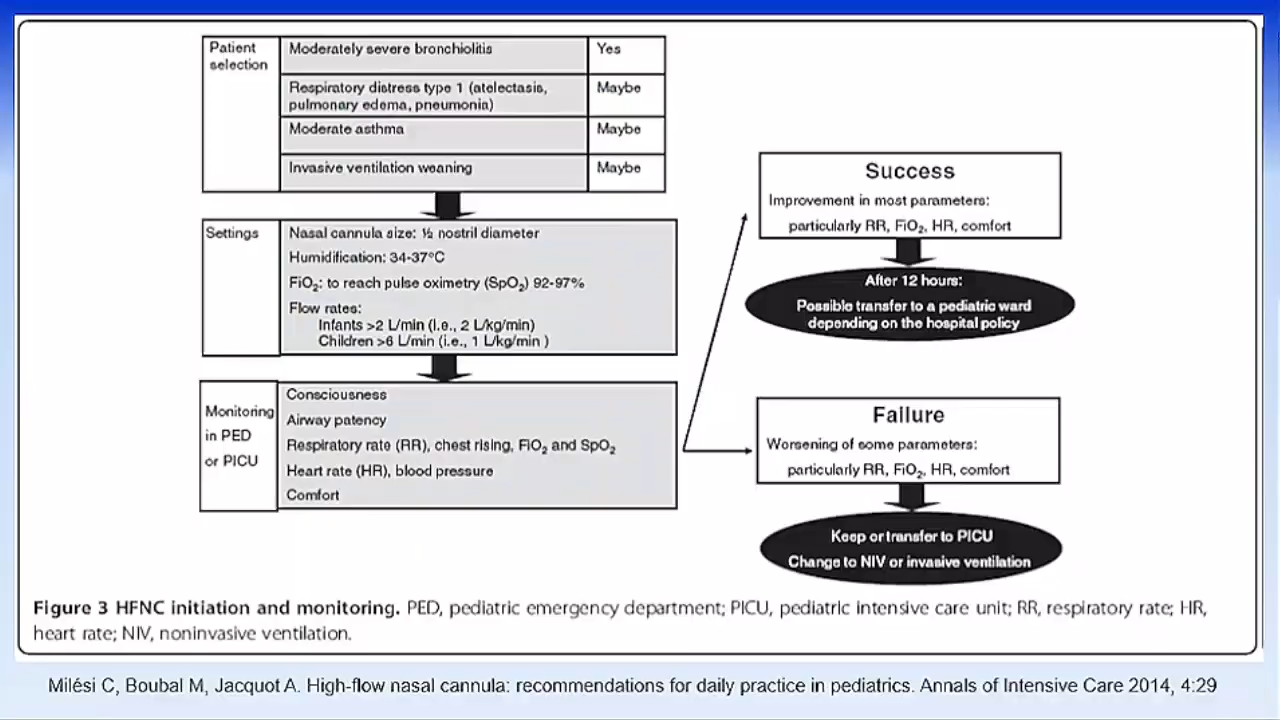 Patient
selection
Moderately severe bronchiolitis
Yes
Respiratory distress type 1 (atelectasis,
pulmonary edema, pneumonia)
Maybe
Moderate asthma
Maybe
Invasive ventilation weaning
Maybe
Settings
Nasal cannula size: ½ nostril diameter
Humidification: 34-37°C
FiO₂: to reach pulse oximetry (SpO₂) 92-97%
Flow rates:
Infants >2 L/min (i.e., 2 L/kg/min)
Children >6 L/min (i.e., 1 L/kg/min )
Monitoring
in PED
or PICU
Consciousness
Airway patency
Respiratory rate (RR), chest rising, FiO₂ and SpO₂
Heart rate (HR), blood pressure
Comfort
Success
Improvement in most parameters:
particularly RR, FiO₂, HR, comfort
After 12 hours:
Possible transfer to a pediatric ward
depending on the hospital policy
Failure
Worsening of some parameters:
particularly RR, FiO₂, HR, comfort
Keep or transfer to PICU
Change to NIV or invasive ventilation
Figure 3 HFNC initiation and monitoring. PED, pediatric emergency department; PICU, pediatric intensive care unit; RR, respiratory rate; HR,
heart rate; NIV, noninvasive ventilation.
Milési C, Boubal M, Jacquot A. High-flow nasal cannula: recommendations for daily practice in pediatrics. Annals of Intensive Care 2014, 4:29